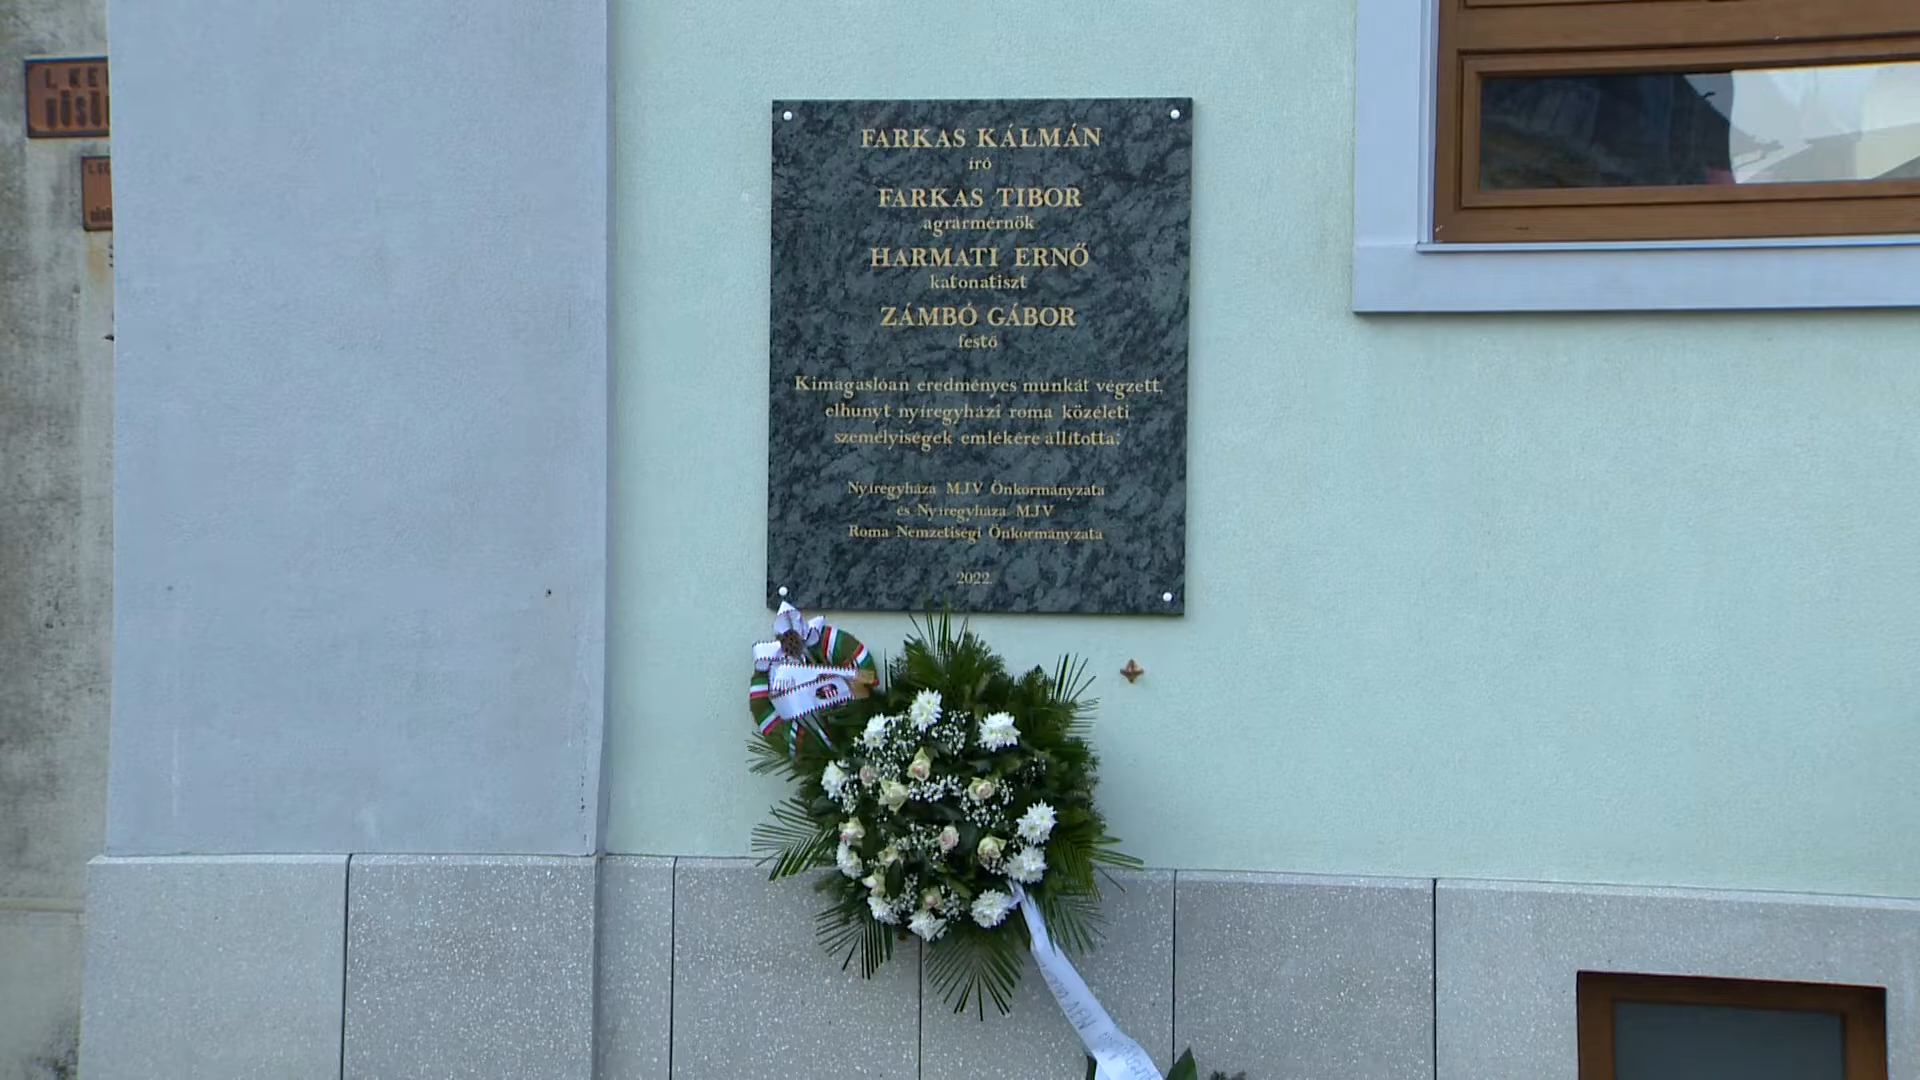 FARKAS KÁLMÁN
író
FARKAS TIBOR
agrármérnök
HARMATI ERNŐ
katonatiszt
ZÁMBÓ GÁBOR
festő
Kimagaslóan eredményes munkát végzett,
elhunyt nyíregyházi roma közéleti
személyiségek emlékére állította:
Nyíregyháza MJV Önkormányzata
és Nyíregyháza MJV
Roma Nemzetiségi Önkormányzata
2022.